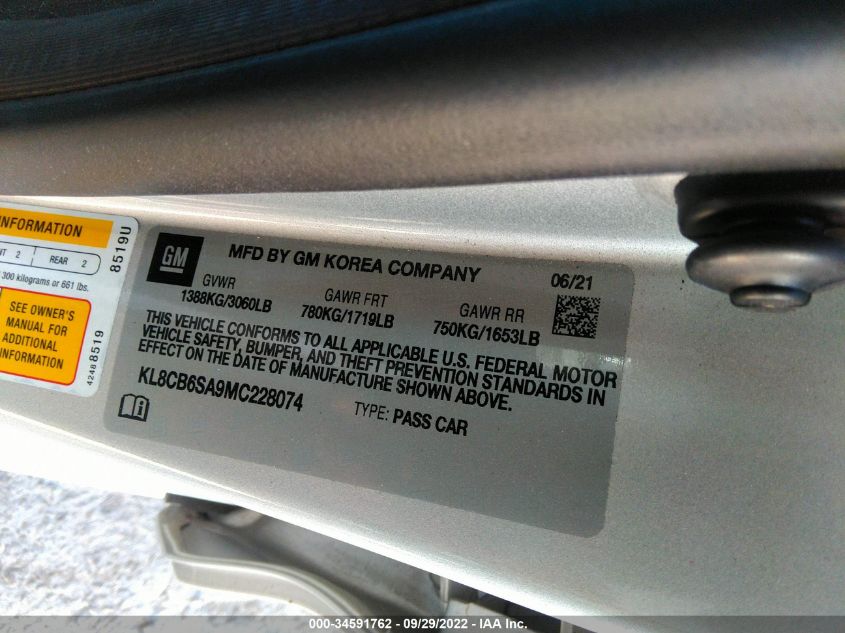 INFORMATION
NT 2 REAR 2
300 kilograms or 661 lbs.
SEE OWNER'S
MANUAL FOR
ADDITIONAL
INFORMATION
8519U
42488519
GM
MFD BY GM KOREA COMPANY
06/21
GVWR GAWR FRT GAWR RR
1388KG/3060LB 780KG/1719LB 750KG/1653LB
THIS VEHICLE CONFORMS TO ALL APPLICABLE U.S. FEDERAL MOTOR
VEHICLE SAFETY, BUMPER, AND THEFT PREVENTION STANDARDS IN
EFFECT ON THE DATE OF MANUFACTURE SHOWN ABOVE.
KL8CB6SA9MC228074
TYPE: PASS CAR
000-34591762 - 09/29/2022 - IAA Inc.